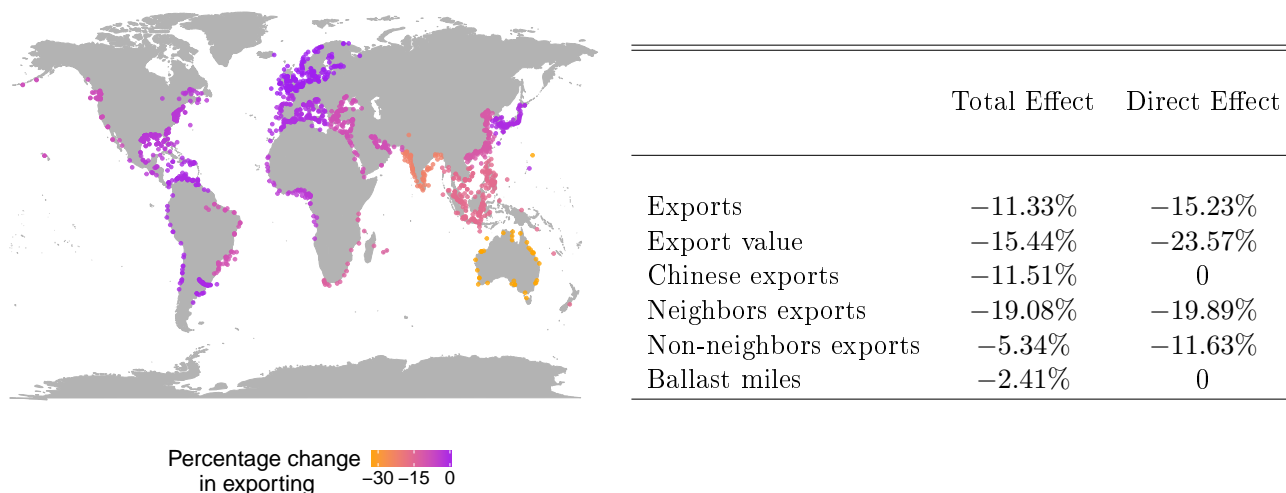 Total Effect Direct Effect
Exports −11.33% −15.23%
Export value −15.44% −23.57%
Chinese exports −11.51% 0
Neighbors exports −19.08% −19.89%
Non-neighbors exports −5.34% −11.63%
Ballast miles −2.41% 0
Percentage change
in exporting
−30 −15 0